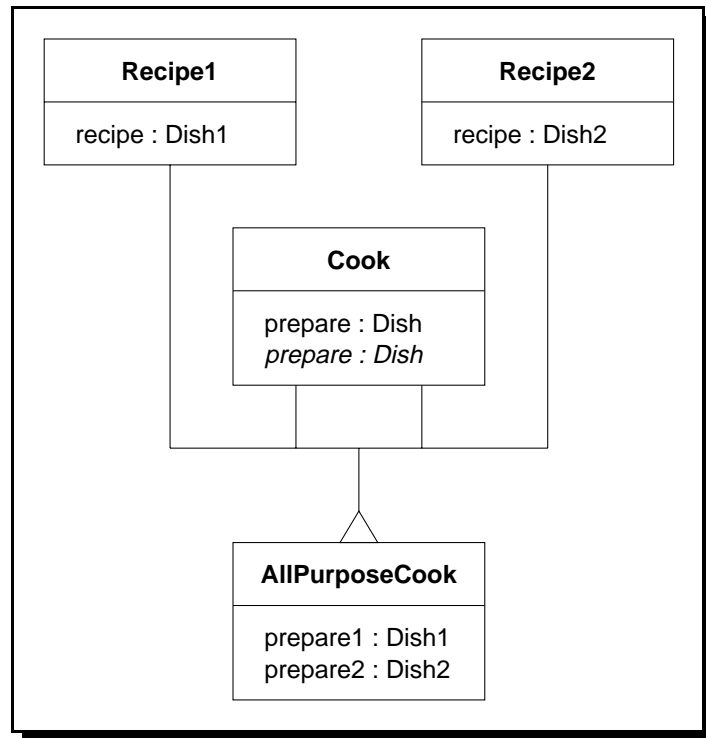 Recipe1
recipe : Dish1
Recipe2
recipe : Dish2
Cook
prepare : Dish
prepare : Dish
AllPurposeCook
prepare1 : Dish1
prepare2 : Dish2